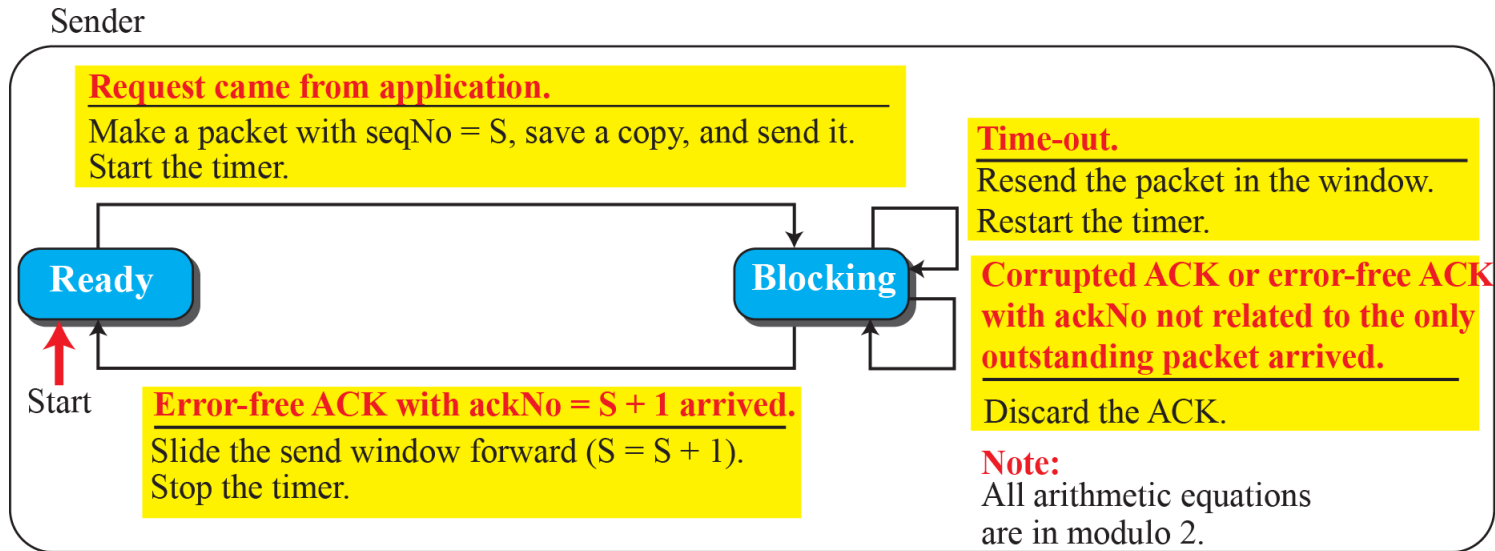 Sender
Request came from application.
Make a packet with seqNo = S, save a copy, and send it.
Start the timer.
Time-out.
Resend the packet in the window.
Restart the timer.
Ready
Blocking
Corrupted ACK or error-free ACK
with ackNo not related to the only
outstanding packet arrived.
Discard the ACK.
Start
Error-free ACK with ackNo = S + 1 arrived.
Slide the send window forward (S = S + 1).
Stop the timer.
Note:
All arithmetic equations
are in modulo 2.